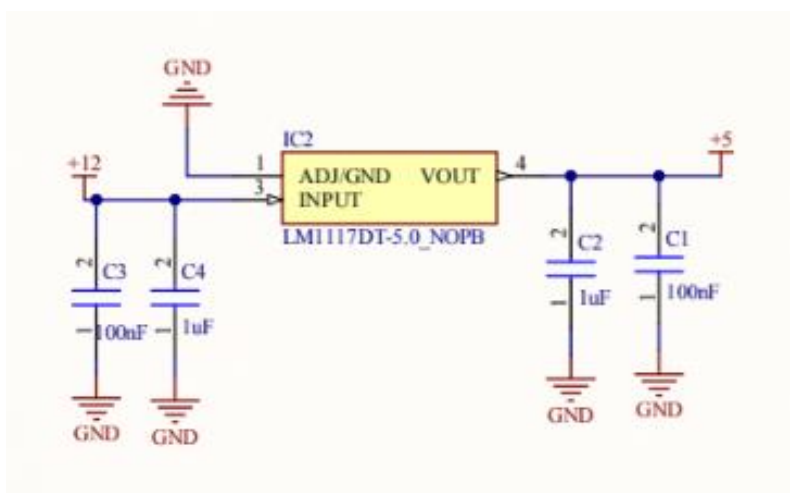 GND
IC2
+12
1
ADJ/GND
VOUT
4
+5
3
INPUT
LM1117DT-5.0_NOPB
2
C3
1
100nF
GND
2
C4
1
1uF
GND
2
C2
1
1uF
GND
2
C1
1
100nF
GND